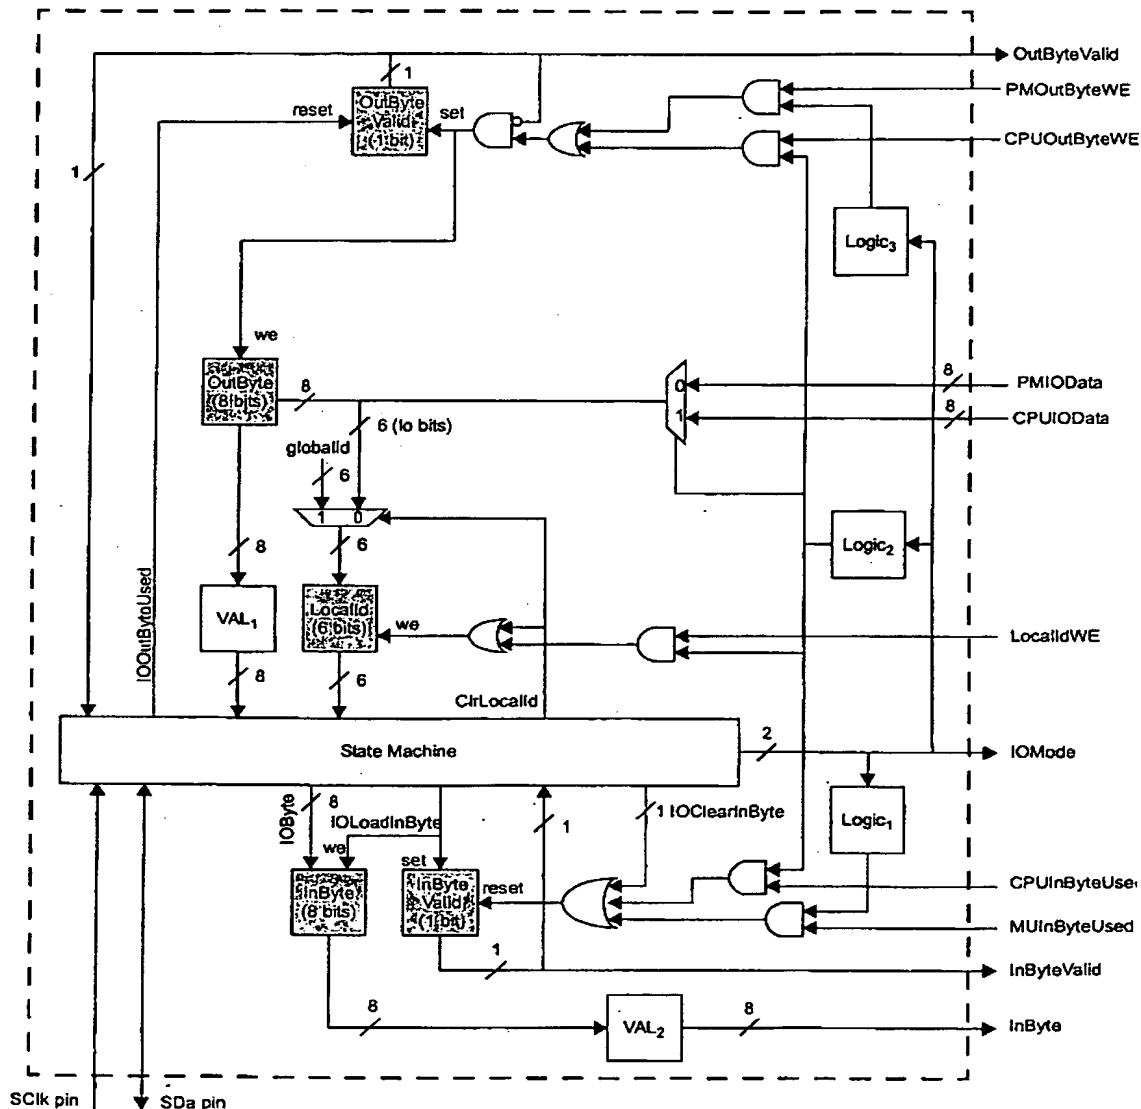 OutByteValid
1
OutByte
Valid
(1 bit)
reset
set
PMOutByteWE
CPUOutByteWE
1
Logic3
we
OutByte
(8 bits)
8
0
1
8
PMIOData
8
CPUIOData
6 (lo bits)
globalId
6
1 0
8
6
Logic2
IOOutByteUsed
VAL1
LocalId
(6 bits)
we
LocalIdWE
8
6
ClrLocalId
State Machine
2
IOMode
IOByte
8
IOLoadInByte
1
1 IOClearInByte
Logic1
we
set
InByte
(8 bits)
InByte
Valid
(1 bit)
reset
CPUInByteUse
MUInByteUsed
1
InByteValid
8
VAL2
8
InByte
SClk pin
SDa pin